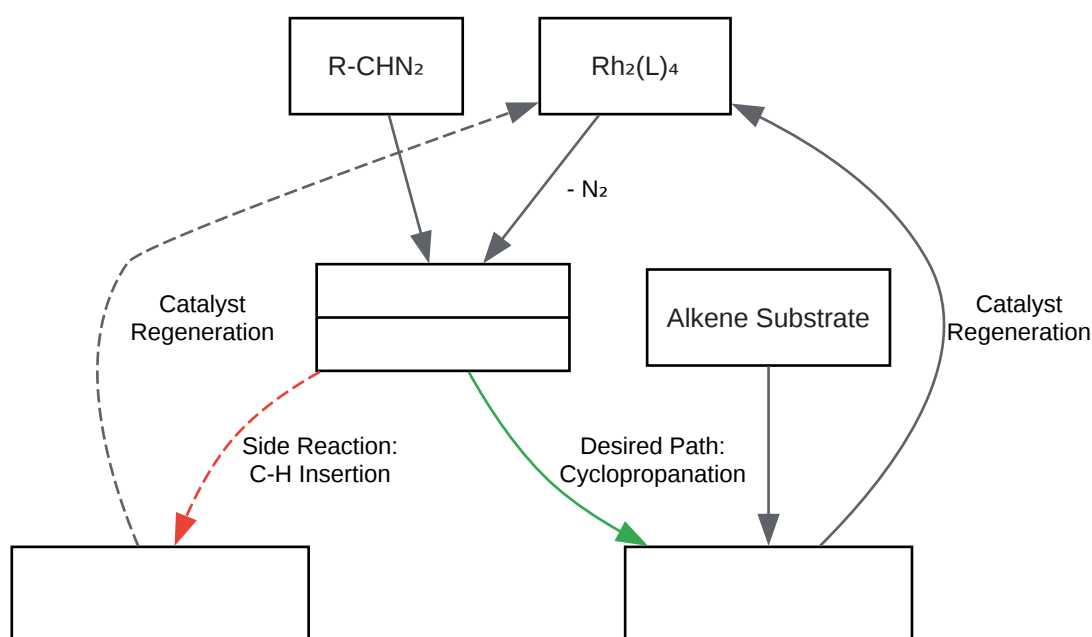 R-CHN₂
Rh₂(L)₄
- N₂
Catalyst
Regeneration
Alkene Substrate
Catalyst
Regeneration
Side Reaction:
C-H Insertion
Desired Path:
Cyclopropanation